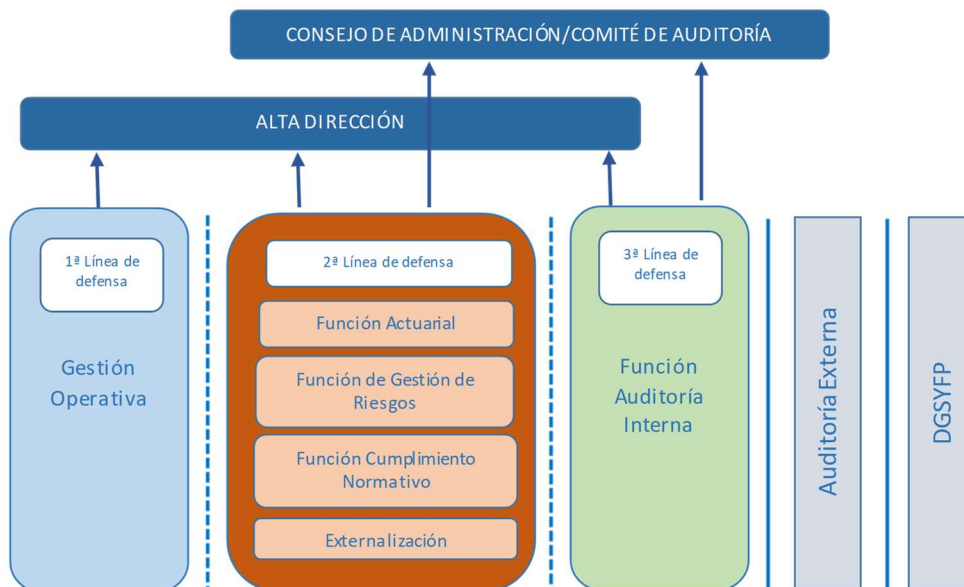 CONSEJO DE ADMINISTRACIÓN/COMITÉ DE AUDITORÍA
ALTA DIRECCIÓN
1ª Línea de
defensa
Gestión
Operativa
2ª Línea de defensa
Función Actuarial
Función de Gestión de
Riesgos
Función Cumplimiento
Normativo
Externalización
3ª Línea de
defensa
Función
Auditoría
Interna
Auditoría Externa
DGSYFP